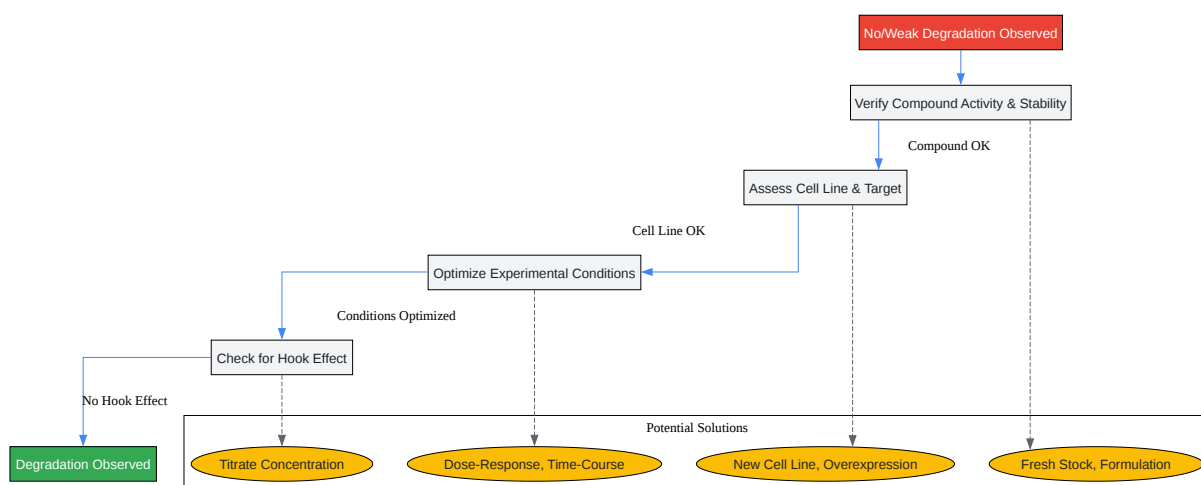 No/Weak Degradation Observed
Verify Compound Activity & Stability
Compound OK
Assess Cell Line & Target
Cell Line OK
Optimize Experimental Conditions
Conditions Optimized
Check for Hook Effect
No Hook Effect
Potential Solutions
Degradation Observed
Titrate Concentration
Dose-Response, Time-Course
New Cell Line, Overexpression
Fresh Stock, Formulation